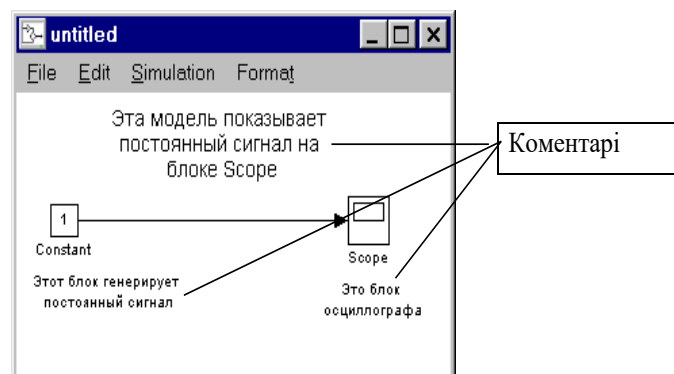 untitled
File Edit Simulation Format
Эта модель показывает
постоянный сигнал на
блоке Scope
Коментарі
1
Constant
Scope
Этот блок генерирует
постоянный сигнал
Это блок
осциллографа